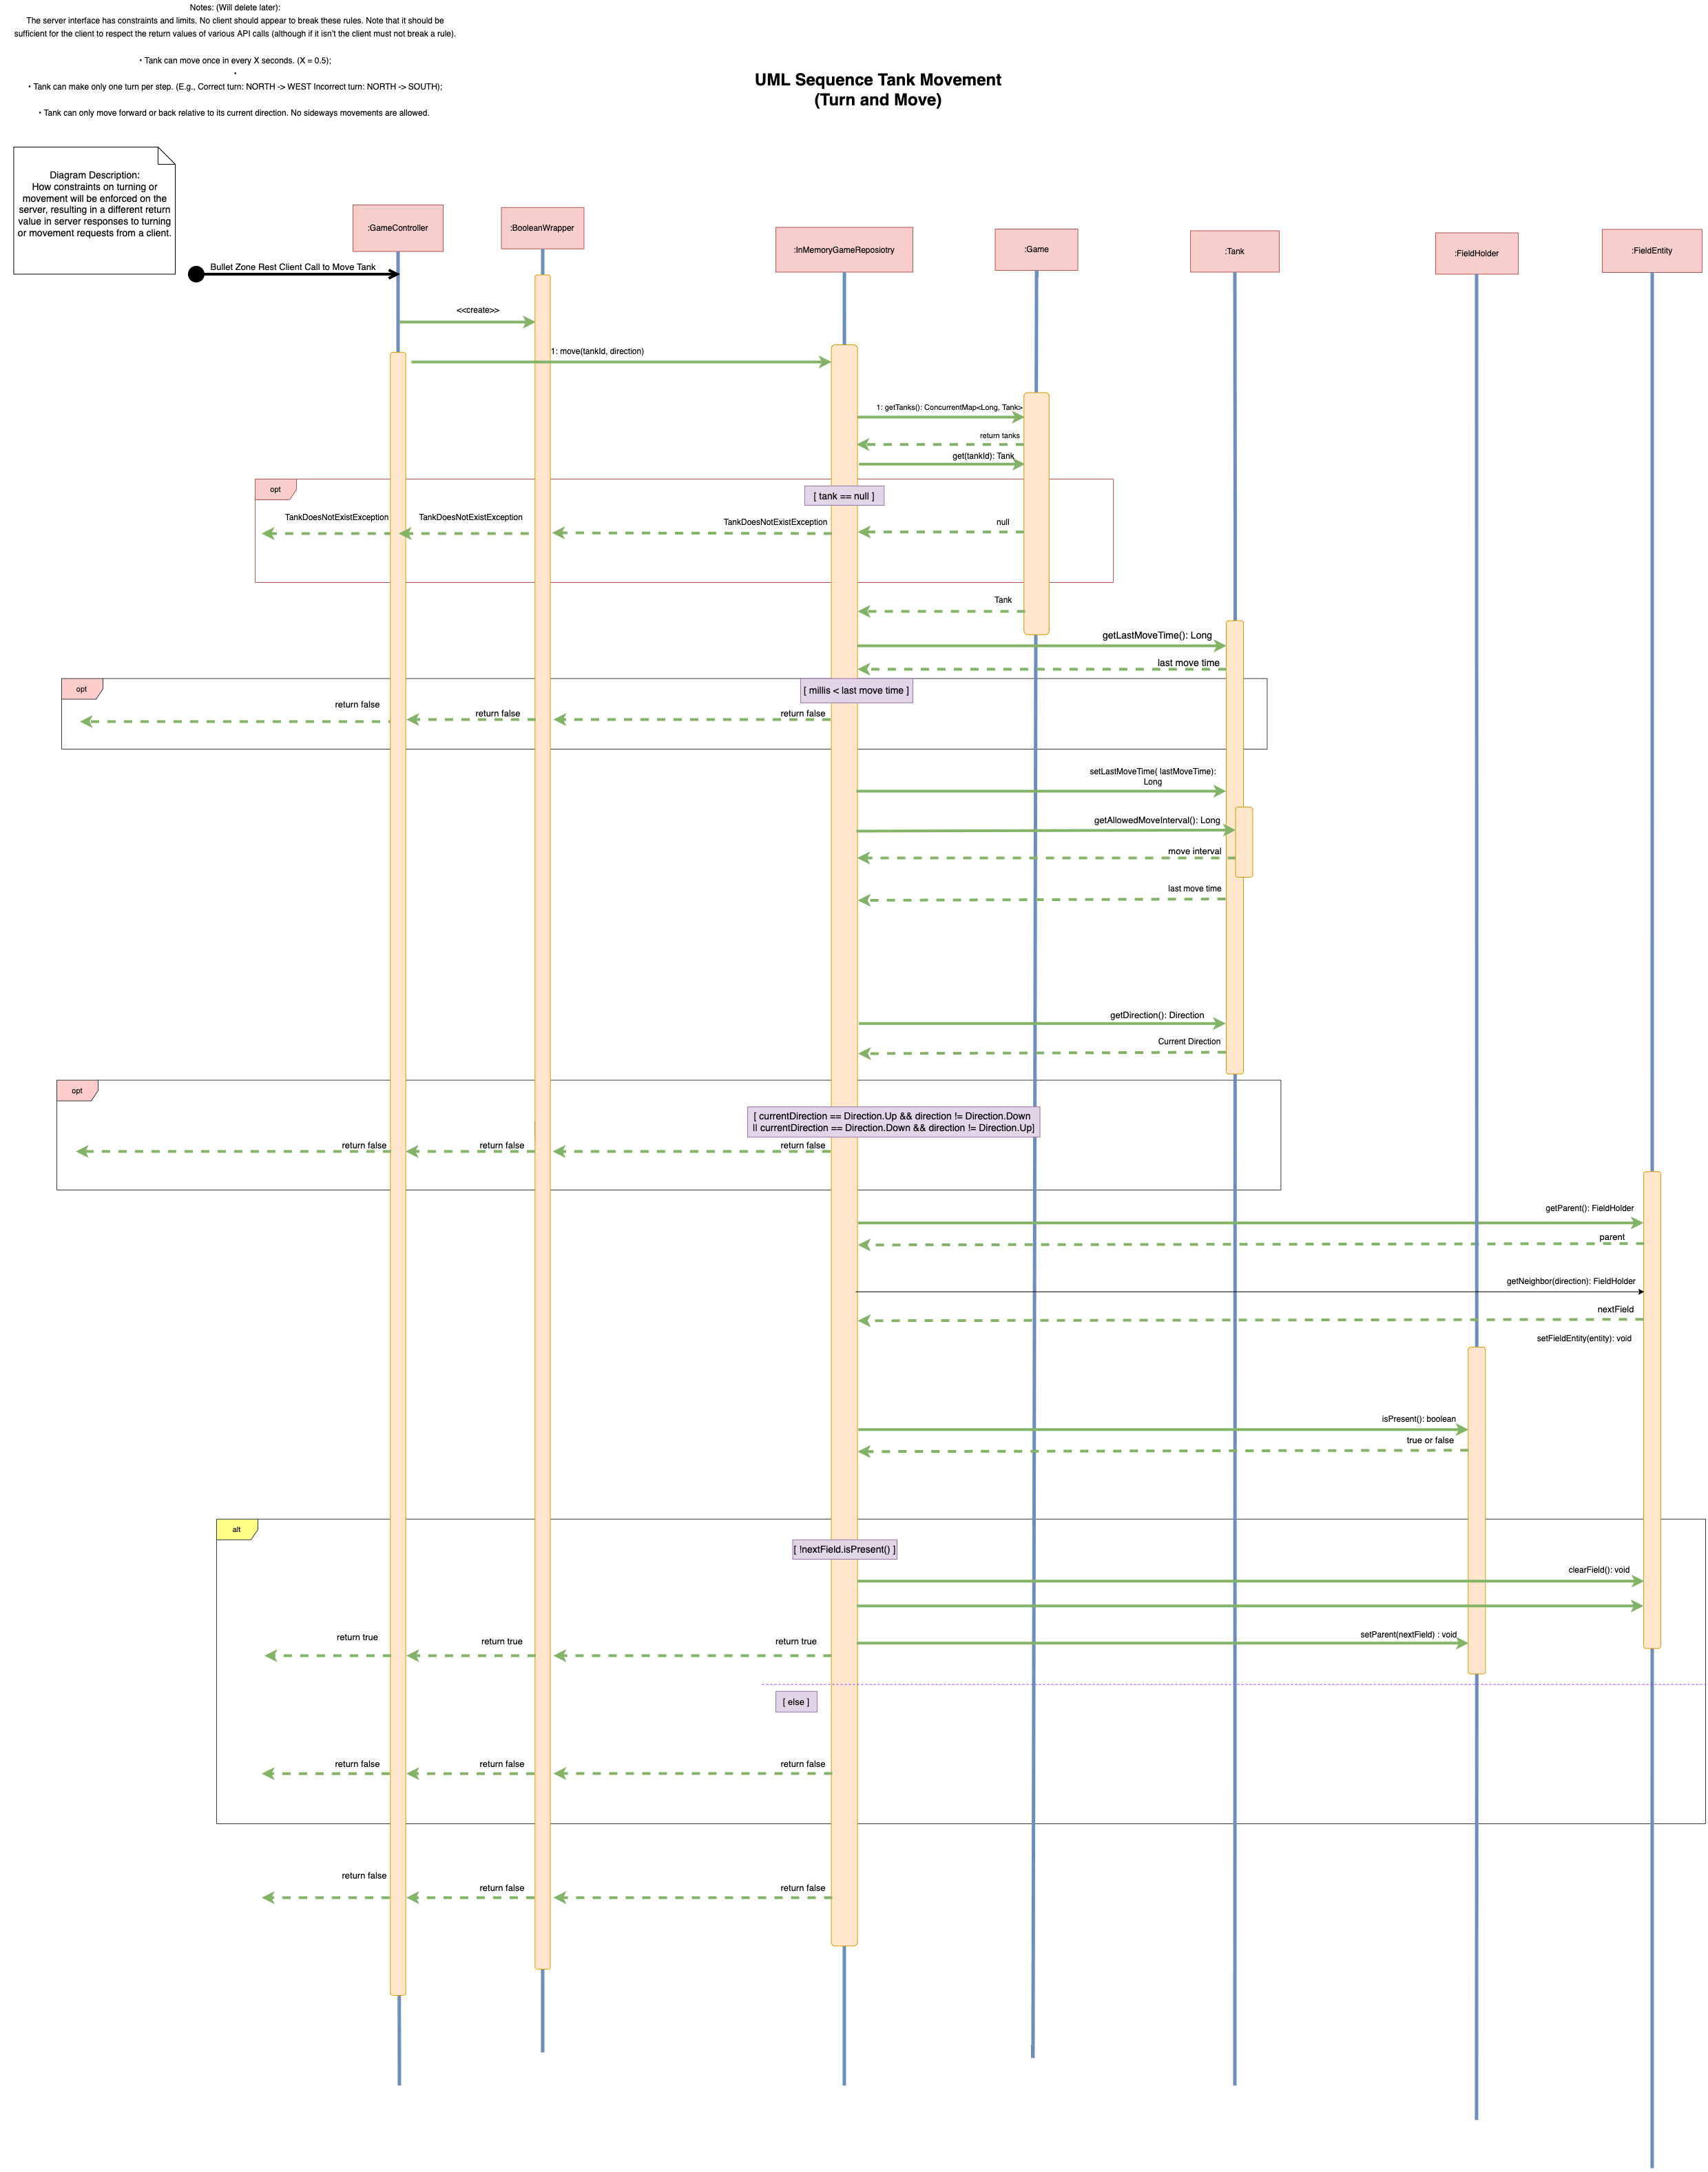 Notes: (Will delete later):
The server interface has constraints and limits. No client should appear to break these rules. Note that it should be
sufficient for the client to respect the return values of various API calls (although if it isn't the client must not break a rule).
• Tank can move once in every X seconds. (X = 0.5);
•
• Tank can make only one turn per step. (E.g., Correct turn: NORTH -> WEST Incorrect turn: NORTH -> SOUTH);
• Tank can only move forward or back relative to its current direction. No sideways movements are allowed.
UML Sequence Tank Movement
(Turn and Move)
Diagram Description:
How constraints on turning or
movement will be enforced on the
server, resulting in a different return
value in server responses to turning
or movement requests from a client.
:GameController
:BooleanWrapper
:InMemoryGameReposiotry
:Game
:Tank
:FieldHolder
:FieldEntity
Bullet Zone Rest Client Call to Move Tank
<<create>>
1: move(tankId, direction)
1: getTanks(): ConcurrentMap<Long, Tank>
return tanks
get(tankId): Tank
opt
[ tank == null ]
TankDoesNotExistException
TankDoesNotExistException
TankDoesNotExistException
null
Tank
getLastMoveTime(): Long
last move time
opt
[ millis < last move time ]
return false
return false
return false
setLastMoveTime( lastMoveTime):
Long
getAllowedMoveInterval(): Long
move interval
last move time
getDirection(): Direction
Current Direction
opt
[ currentDirection == Direction.Up && direction != Direction.Down
|| currentDirection == Direction.Down && direction != Direction.Up]
return false
return false
return false
getParent(): FieldHolder
parent
getNeighbor(direction): FieldHolder
nextField
setFieldEntity(entity): void
isPresent(): boolean
true or false
alt
[ !nextField.isPresent() ]
clearField(): void
setParent(nextField) : void
return true
return true
return true
[ else ]
return false
return false
return false
return false
return false
return false